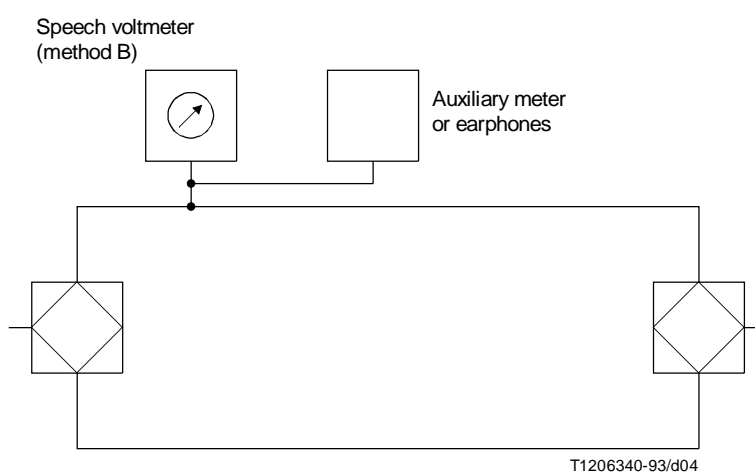 Speech voltmeter
(method B)
Auxiliary meter
or earphones
T1206340-93/d04